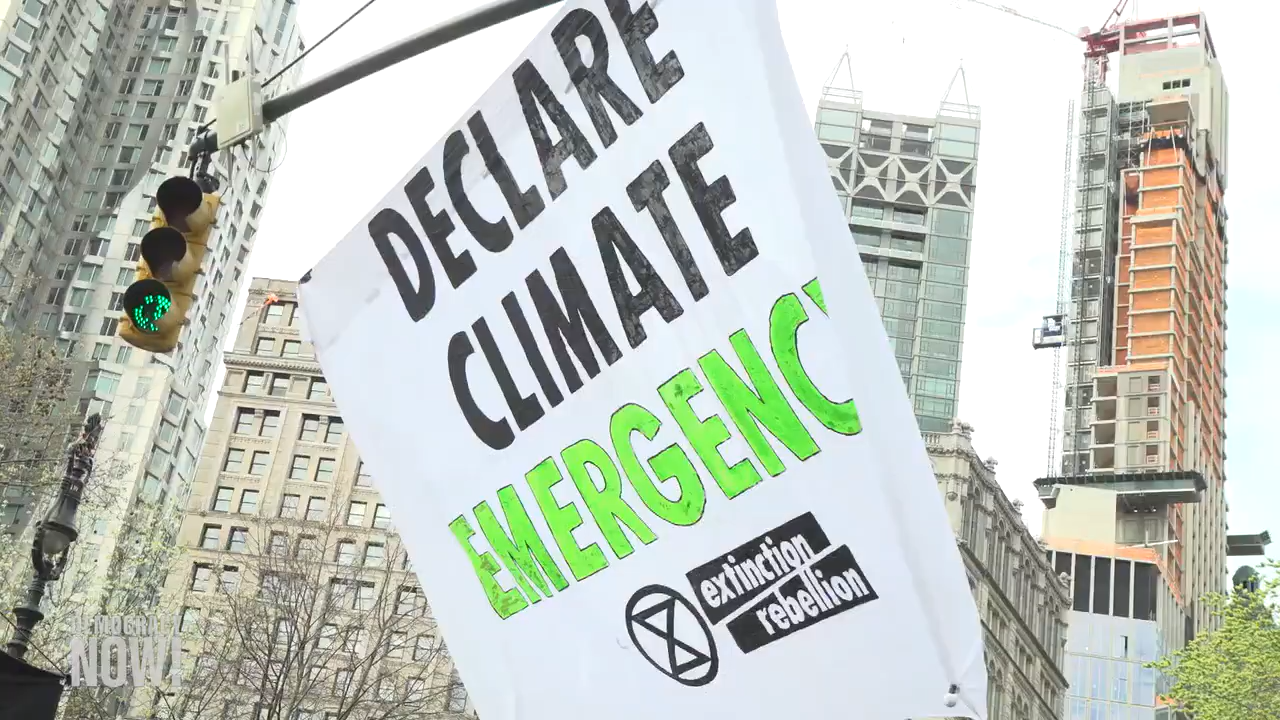 DECLARE
CLIMATE
EMERGENC
extinction
rebellion
DEMOCRACY
NOW!